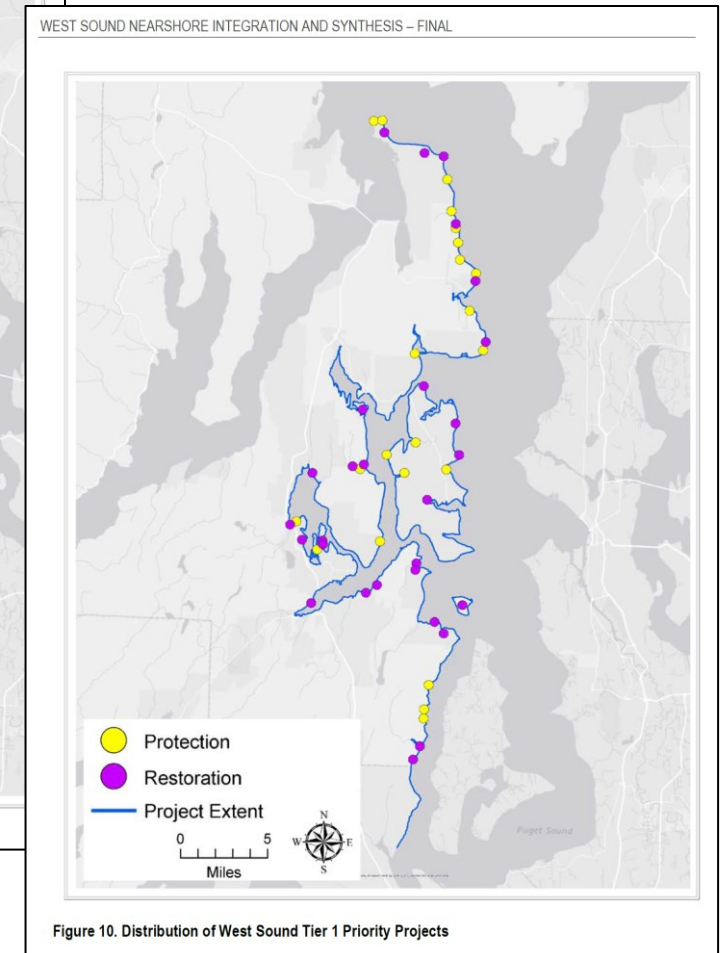 WEST SOUND NEARSHORE INTEGRATION AND SYNTHESIS – FINAL
Protection
Restoration
Project Extent
0 5
Miles
N
W E
S
Puget Sound
Figure 10. Distribution of West Sound Tier 1 Priority Projects